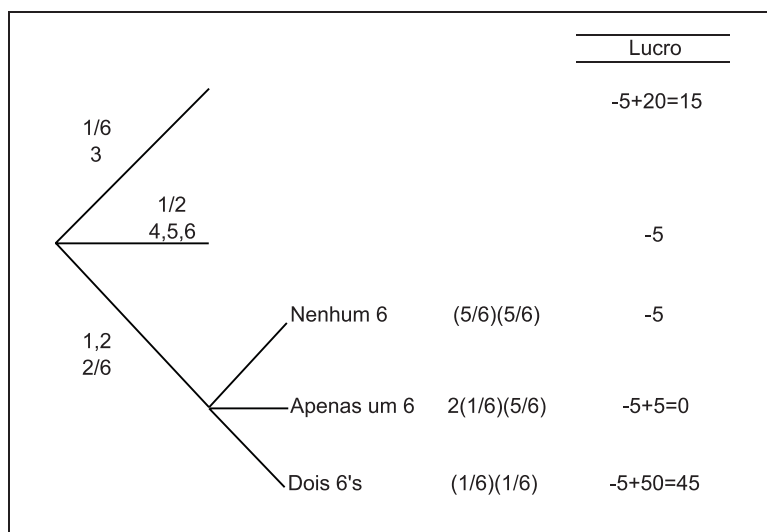 Lucro
-5+20=15
1/6
3
1/2
4,5,6
-5
Nenhum 6 (5/6)(5/6) -5
1,2
2/6
Apenas um 6 2(1/6)(5/6) -5+5=0
Dois 6's (1/6)(1/6) -5+50=45